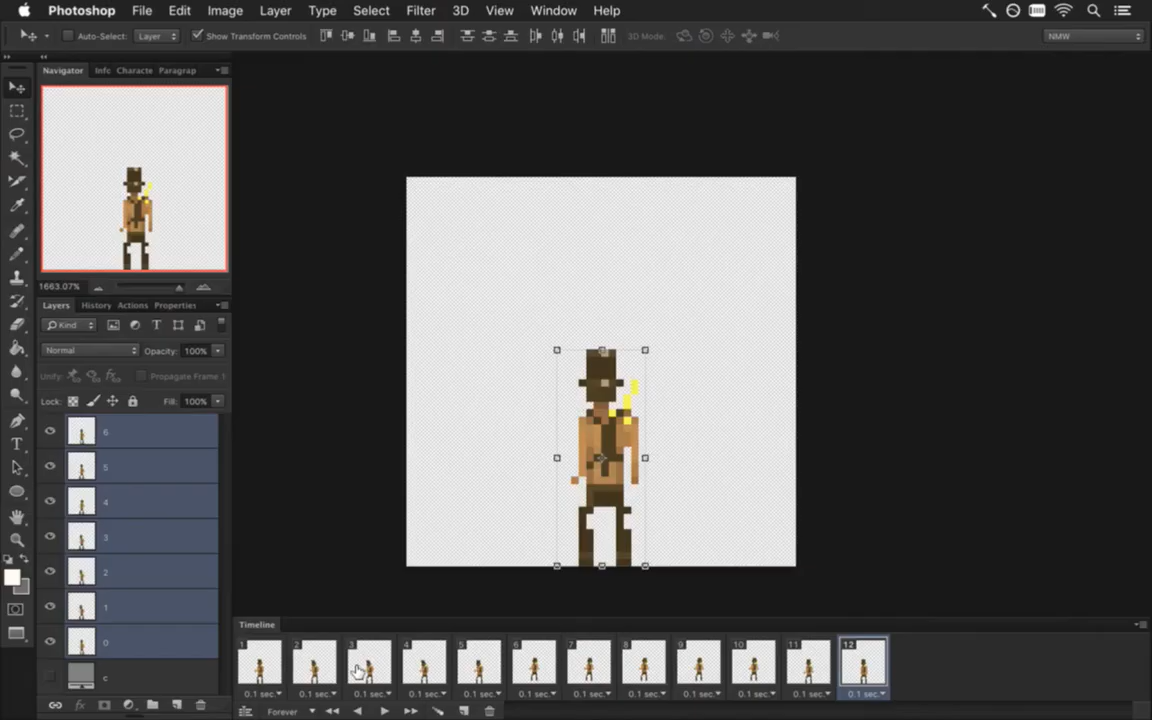 Photoshop File Edit Image Layer Type Select Filter 3D View Window Help
Auto-Select: Layer Show Transform Controls 3D Mode: NMW
Navigator Info Characte Paragrap
1663.07%
Layers History Actions Properties
Kind
Normal Opacity: 100%
Unify: Propagate Frame 1
Lock: Fill: 100%
6
5
4
3
2
1
0
c
Timeline
1 2 3 4 5 6 7 8 9 10 11 12
0.1 sec. 0.1 sec. 0.1 sec. 0.1 sec. 0.1 sec. 0.1 sec. 0.1 sec. 0.1 sec. 0.1 sec. 0.1 sec. 0.1 sec. 0.1 sec.
Forever